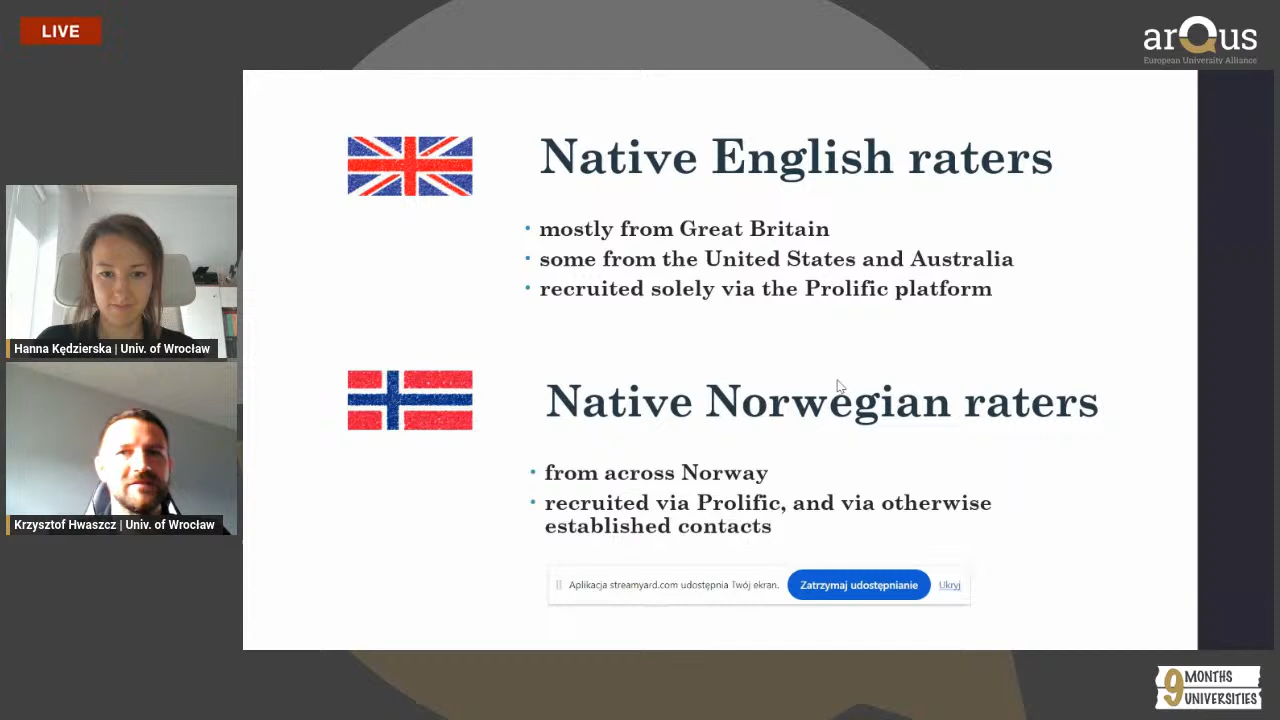 LIVE
arQus
European University Alliance
Native English raters
• mostly from Great Britain
• some from the United States and Australia
• recruited solely via the Prolific platform
Hanna Kędzierska | Univ. of Wrocław
Native Norwegian raters
• from across Norway
• recruited via Prolific, and via otherwise
established contacts
Krzysztof Hwaszcz | Univ. of Wrocław
Aplikacja streamyard.com udostępnia Twój ekran. Zatrzymaj udostępnianie Ukryj
9 MONTHS
UNIVERSITIES